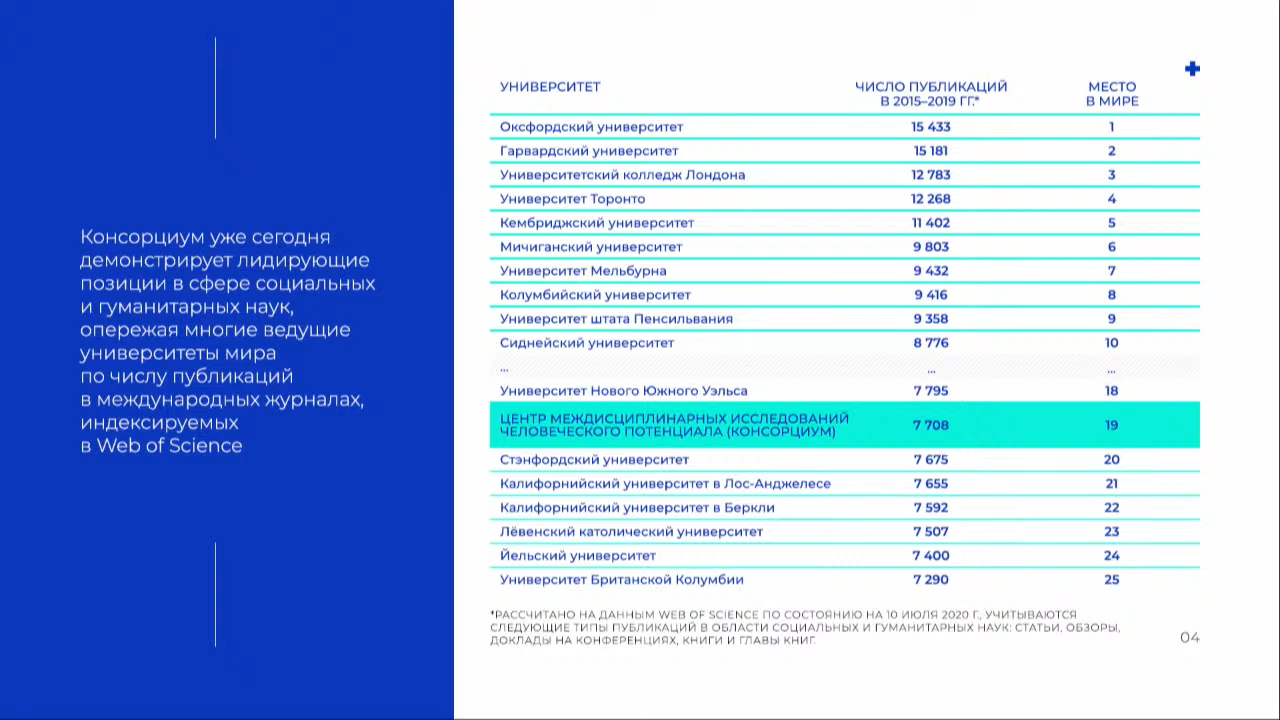 Консорциум уже сегодня
демонстрирует лидирующие
позиции в сфере социальных
и гуманитарных наук,
опережая многие ведущие
университеты мира
по числу публикаций
в международных журналах,
индексируемых
в Web of Science
УНИВЕРСИТЕТ ЧИСЛО ПУБЛИКАЦИЙ МЕСТО
В 2015–2019 ГГ.* В МИРЕ
Оксфордский университет 15 433 1
Гарвардский университет 15 181 2
Университетский колледж Лондона 12 783 3
Университет Торонто 12 268 4
Кембриджский университет 11 402 5
Мичиганский университет 9 803 6
Университет Мельбурна 9 432 7
Колумбийский университет 9 416 8
Университет штата Пенсильвания 9 358 9
Сиднейский университет 8 776 10
... ... ...
Университет Нового Южного Уэльса 7 795 18
ЦЕНТР МЕЖДИСЦИПЛИНАРНЫХ ИССЛЕДОВАНИЙ
ЧЕЛОВЕЧЕСКОГО ПОТЕНЦИАЛА (КОНСОРЦИУМ) 7 708 19
Стэнфордский университет 7 675 20
Калифорнийский университет в Лос-Анджелесе 7 655 21
Калифорнийский университет в Беркли 7 592 22
Лёвенский католический университет 7 507 23
Йельский университет 7 400 24
Университет Британской Колумбии 7 290 25
*РАССЧИТАНО НА ДАННЫМ WEB OF SCIENCE ПО СОСТОЯНИЮ НА 10 ИЮЛЯ 2020 Г., УЧИТЫВАЮТСЯ
СЛЕДУЮЩИЕ ТИПЫ ПУБЛИКАЦИЙ В ОБЛАСТИ СОЦИАЛЬНЫХ И ГУМАНИТАРНЫХ НАУК: СТАТЬИ, ОБЗОРЫ,
ДОКЛАДЫ НА КОНФЕРЕНЦИЯХ, КНИГИ И ГЛАВЫ КНИГ.
04